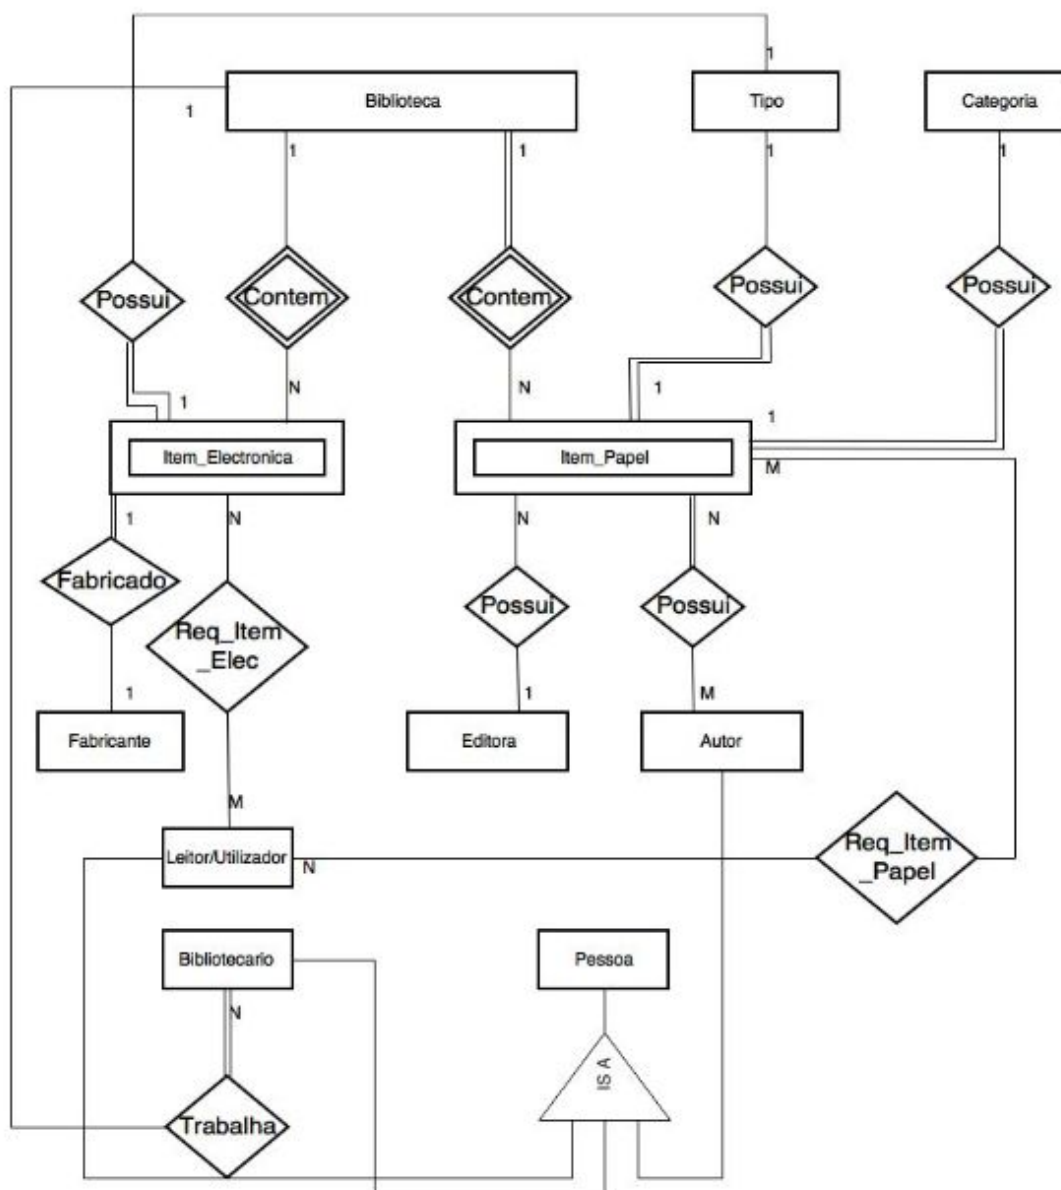 1
Biblioteca
Tipo
Categoria
1
1
1
1
1
Possui
Contem
Contem
Possui
Possui
N
N
1
1
1
Item_Electronica
Item_Papel
M
1
N
N
N
Fabricado
Possui
Possui
Req_Item
_Elec
1
1
M
Fabricante
Editora
Autor
M
Leitor/Utilizador
N
Req_Item
_Papel
Bibliotecario
Pessoa
N
IS A
Trabalha